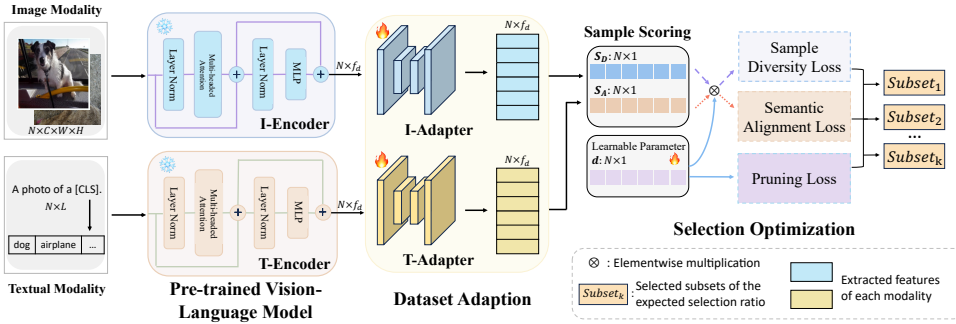 Image Modality
N×C×W×H
A photo of a [CLS].
N×L
dog airplane ...
Textual Modality
Layer Norm
Multi-headed
Attention
+
Layer Norm
MLP
+
I-Encoder
N×f_d
Layer Norm
Multi-headed
Attention
+
Layer Norm
MLP
+
T-Encoder
N×f_d
Pre-trained Vision-
Language Model
I-Adapter
N×f_d
T-Adapter
N×f_d
Dataset Adaption
Sample Scoring
S_D: N×1
S_A: N×1
Learnable Parameter
d: N×1
Sample
Diversity Loss
Semantic
Alignment Loss
Pruning Loss
Subset_1
Subset_2
...
Subset_k
Selection Optimization
⊗ : Elementwise multiplication
Subset_k : Selected subsets of the
expected selection ratio
Extracted features
of each modality